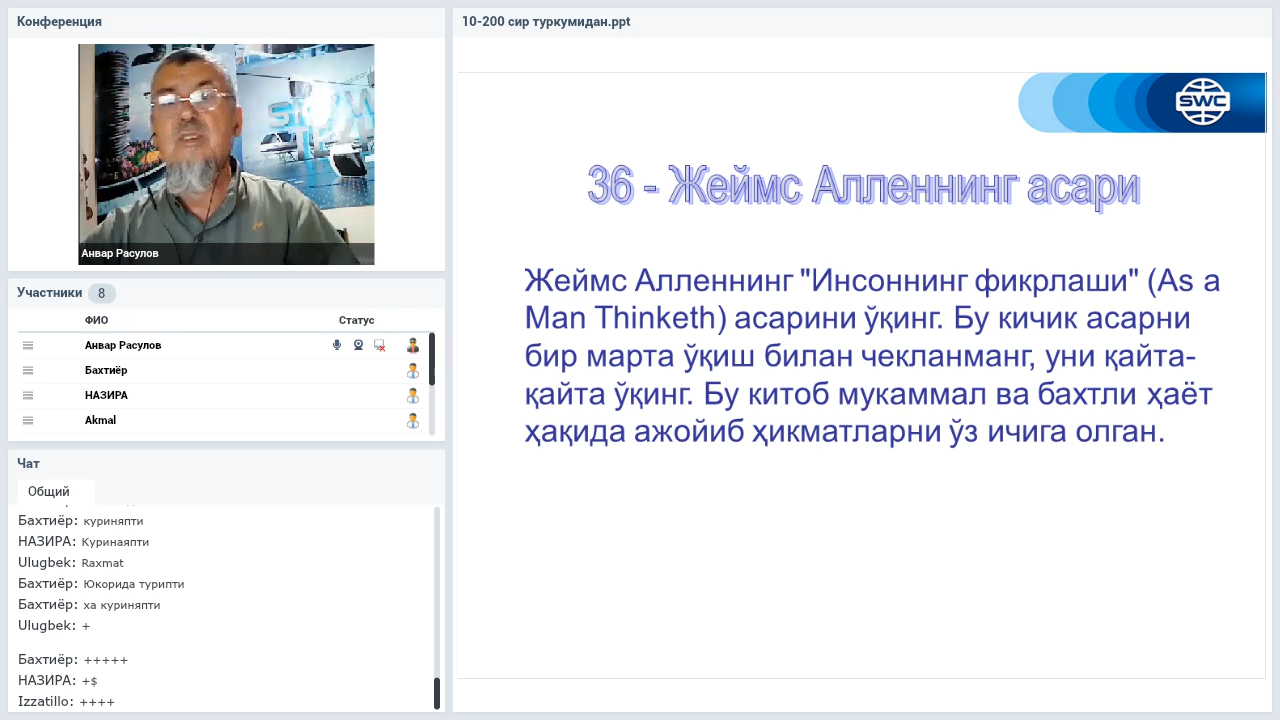 Конференция
Анвар Расулов
Участники 8
ФИО Статус
Анвар Расулов
Бахтиёр
НАЗИРА
Akmal
Чат
Общий
Бахтиёр: куриняпти
НАЗИРА: Куринаяпти
Ulugbek: Raxmat
Бахтиёр: Юкорида турипти
Бахтиёр: ха куриняпти
Ulugbek: +
Бахтиёр: +++++
НАЗИРА: +$
Izzatillo: ++++
10-200 сир туркумидан.ppt
SWC
36 - Жеймс Алленнинг асари
Жеймс Алленнинг "Инсоннинг фикрлаши" (As a
Man Thinketh) асарини ўқинг. Бу кичик асарни
бир марта ўқиш билан чекланманг, уни қайта-
қайта ўқинг. Бу китоб мукаммал ва бахтли ҳаёт
ҳақида ажойиб ҳикматларни ўз ичига олган.